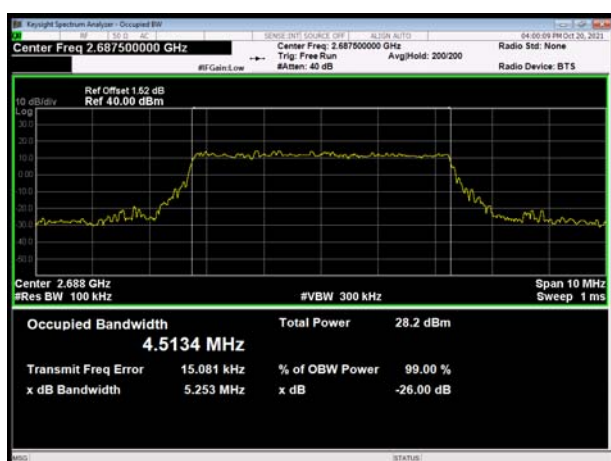 Keysight Spectrum Analyzer - Occupied BW
RF 50 Ω AC SENSE:INT SOURCE OFF ALIGN AUTO 04:00:09 PM Oct 20, 2021
Center Freq 2.687500000 GHz Center Freq: 2.687500000 GHz Radio Std: None
Trig: Free Run Avg|Hold: 200/200
#IFGain:Low #Atten: 40 dB Radio Device: BTS
Ref Offset 1.52 dB
10 dB/div Ref 40.00 dBm
Log
30.0
20.0
10.0
0.00
-10.0
-20.0
-30.0
-40.0
-50.0
Center 2.688 GHz Span 10 MHz
#Res BW 100 kHz #VBW 300 kHz Sweep 1 ms
Occupied Bandwidth Total Power 28.2 dBm
4.5134 MHz
Transmit Freq Error 15.081 kHz % of OBW Power 99.00 %
x dB Bandwidth 5.253 MHz x dB -26.00 dB
MSG STATUS